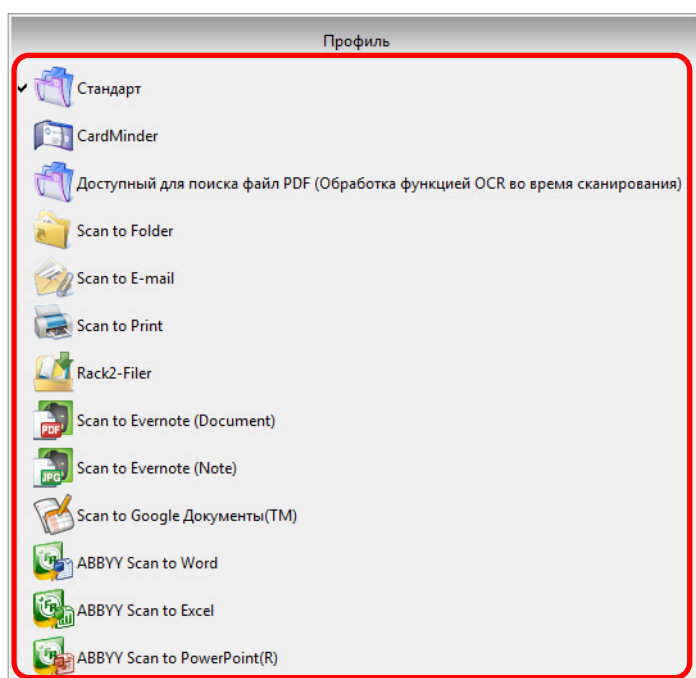 Профиль
Стандарт
CardMinder
Доступный для поиска файл PDF (Обработка функцией OCR во время сканирования)
Scan to Folder
Scan to E-mail
Scan to Print
Rack2-Filer
PDF
Scan to Evernote (Document)
JPG
Scan to Evernote (Note)
Scan to Google Документы(TM)
ABBYY Scan to Word
ABBYY Scan to Excel
ABBYY Scan to PowerPoint(R)